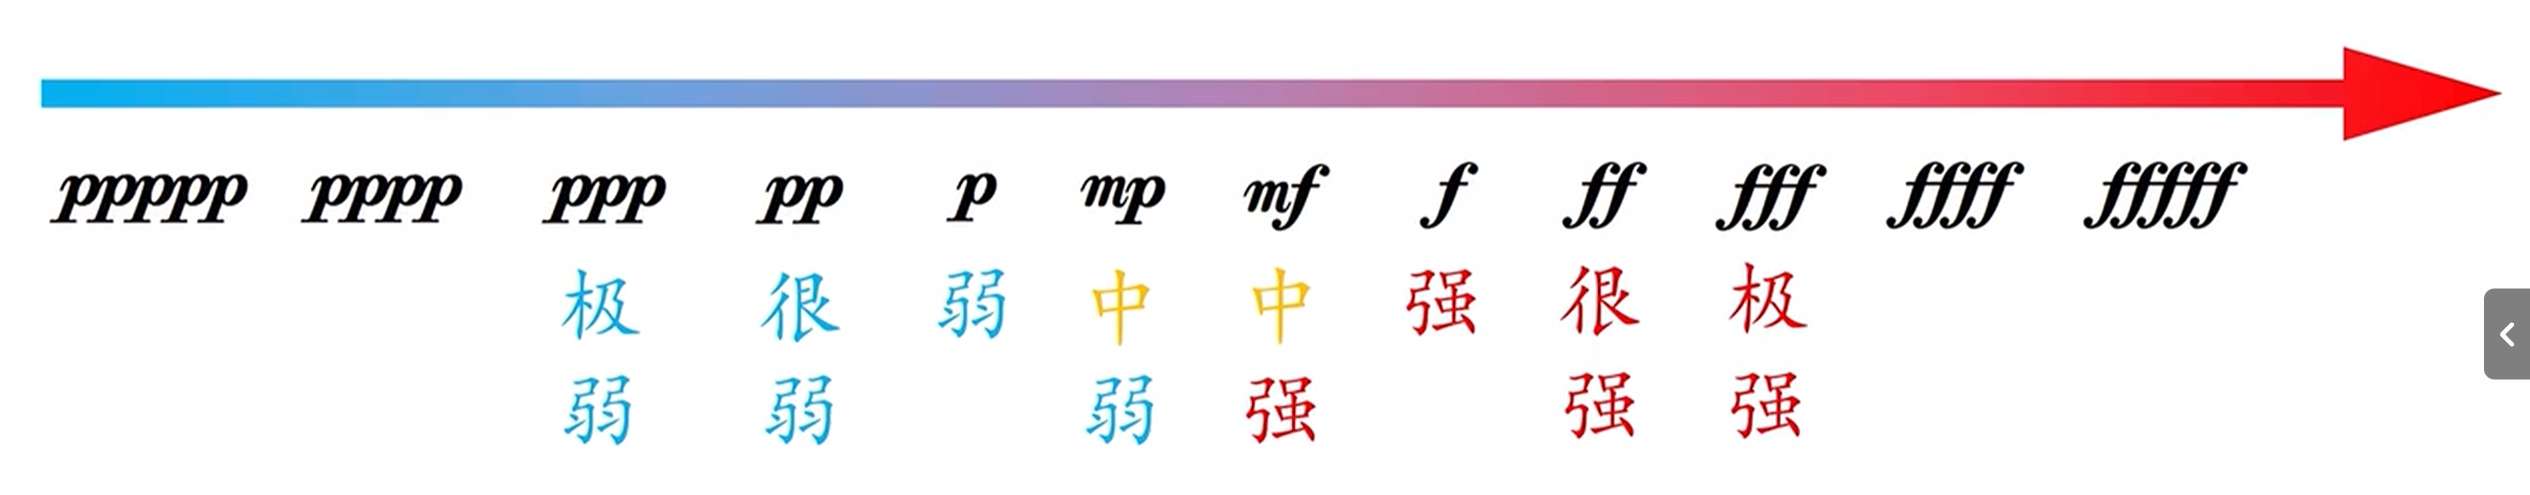 ppppp pppp ppp pp p mp mf f ff fff ffff fffff
极 很 弱 中 中 强 很 极
弱 弱 弱 强 强 强